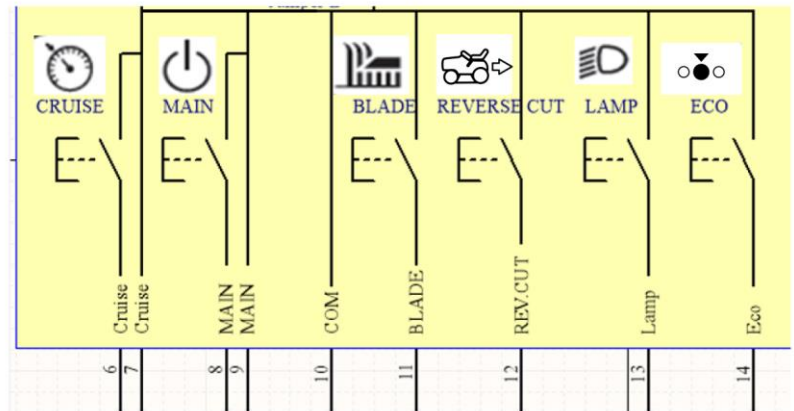 CRUISE MAIN BLADE REVERSE CUT LAMP ECO
Cruise
Cruise
MAIN
MAIN
COM
BLADE
REV.CUT
Lamp
Eco
6 7 8 9 10 11 12 13 14